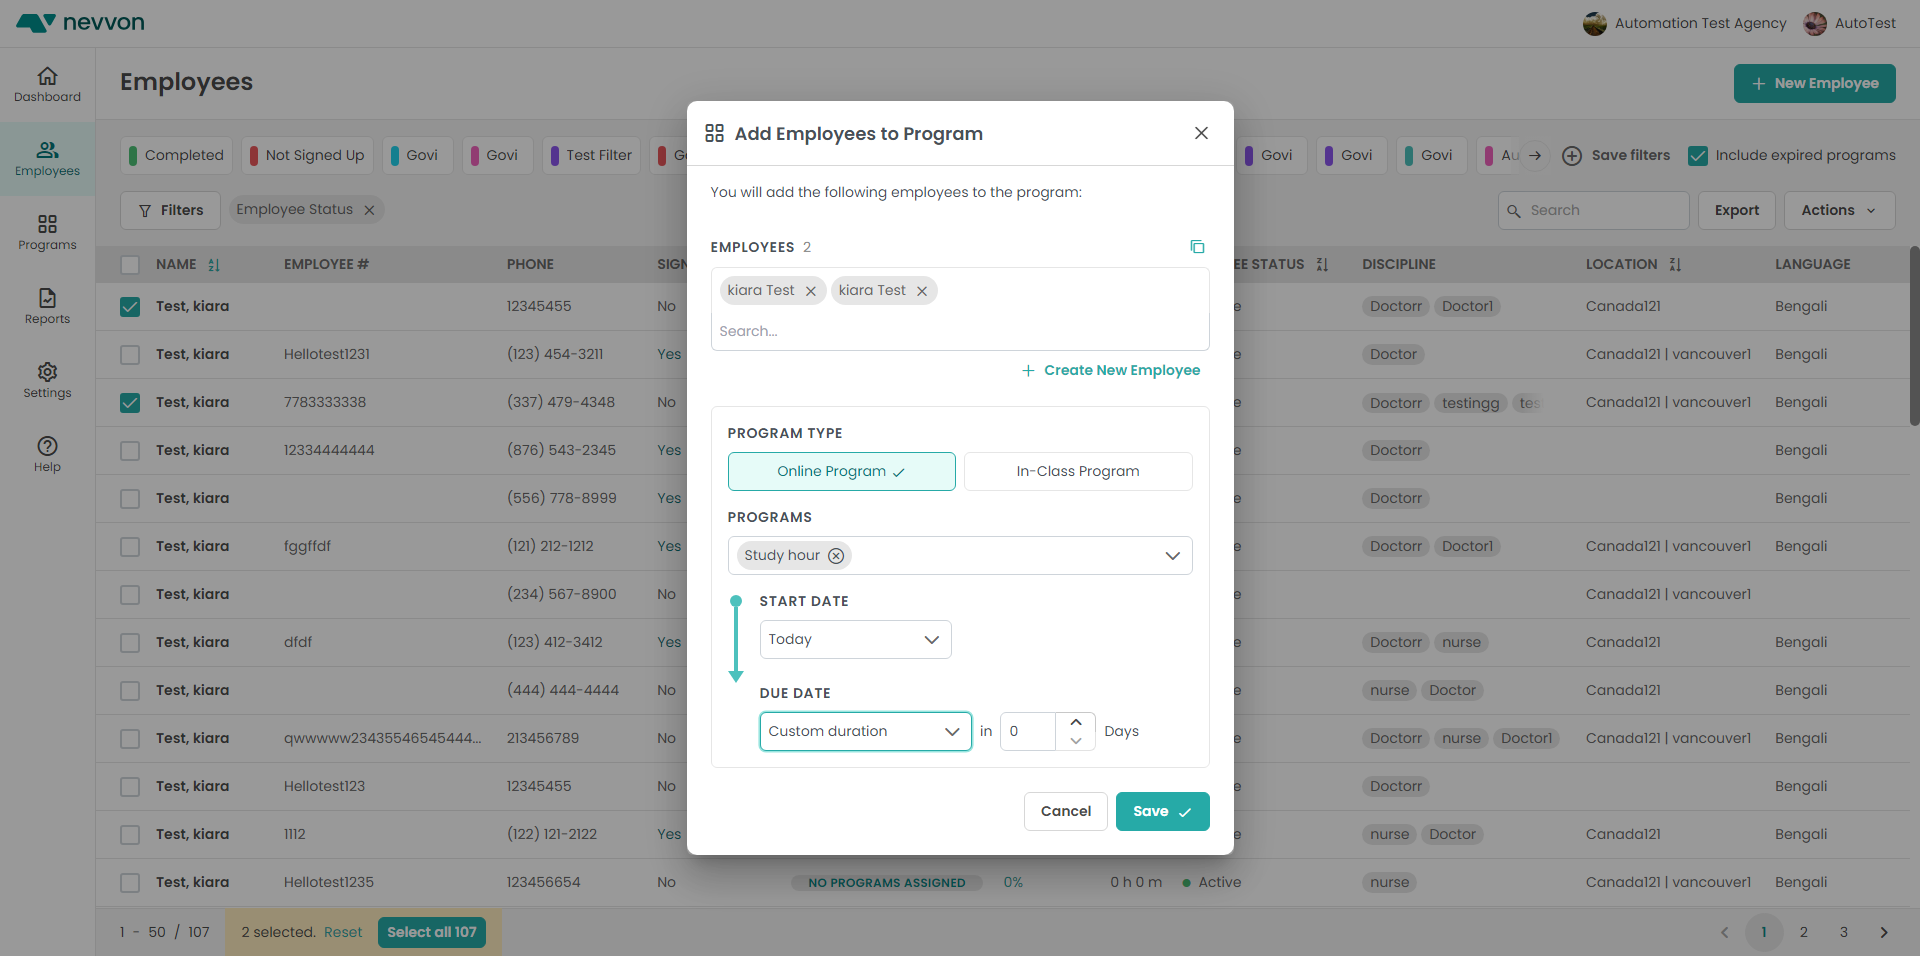 nevvon
Automation Test Agency
AutoTest
Dashboard
Employees
Programs
Reports
Settings
Help
Employees
New Employee
Completed
Not Signed Up
Govi
Govi
Test Filter
Govi
Govi
Govi
Save filters
Include expired programs
Filters
Employee Status
Search
Export
Actions
NAME EMPLOYEE # PHONE DISCIPLINE LOCATION LANGUAGE
Test, kiara 12345455 No Doctorr Doctor1 Canada121 Bengali
Test, kiara Hellotest1231 (123) 454-3211 Yes Doctor Canada121 | vancouver1 Bengali
Test, kiara 7783333338 (337) 479-4348 No Doctorr testingg Canada121 | vancouver1 Bengali
Test, kiara 12334444444 (876) 543-2345 Yes Doctorr Bengali
Test, kiara (556) 778-8999 Yes Doctorr Bengali
Test, kiara fggffdf (121) 212-1212 Yes Doctorr Doctor1 Canada121 | vancouver1 Bengali
Test, kiara (234) 567-8900 No Canada121 | vancouver1
Test, kiara dfdf (123) 412-3412 Yes Doctorr nurse Canada121 Bengali
Test, kiara (444) 444-4444 No nurse Doctor Canada121 Bengali
Test, kiara qwwwww23435546545444... 213456789 No Doctorr nurse Doctor1 Canada121 | vancouver1 Bengali
Test, kiara Hellotest123 12345455 No Doctorr Bengali
Test, kiara 1112 (122) 121-2122 Yes nurse Doctor Canada121 Bengali
Test, kiara Hellotest1235 123456654 No NO PROGRAMS ASSIGNED 0% 0 h 0 m Active nurse Canada121 | vancouver1 Bengali
1 - 50 / 107
2 selected. Reset
Select all 107
1 2 3
Add Employees to Program
You will add the following employees to the program:
EMPLOYEES 2
kiara Test
kiara Test
Search...
Create New Employee
PROGRAM TYPE
Online Program
In-Class Program
PROGRAMS
Study hour
START DATE
Today
DUE DATE
Custom duration in 0 Days
Cancel
Save